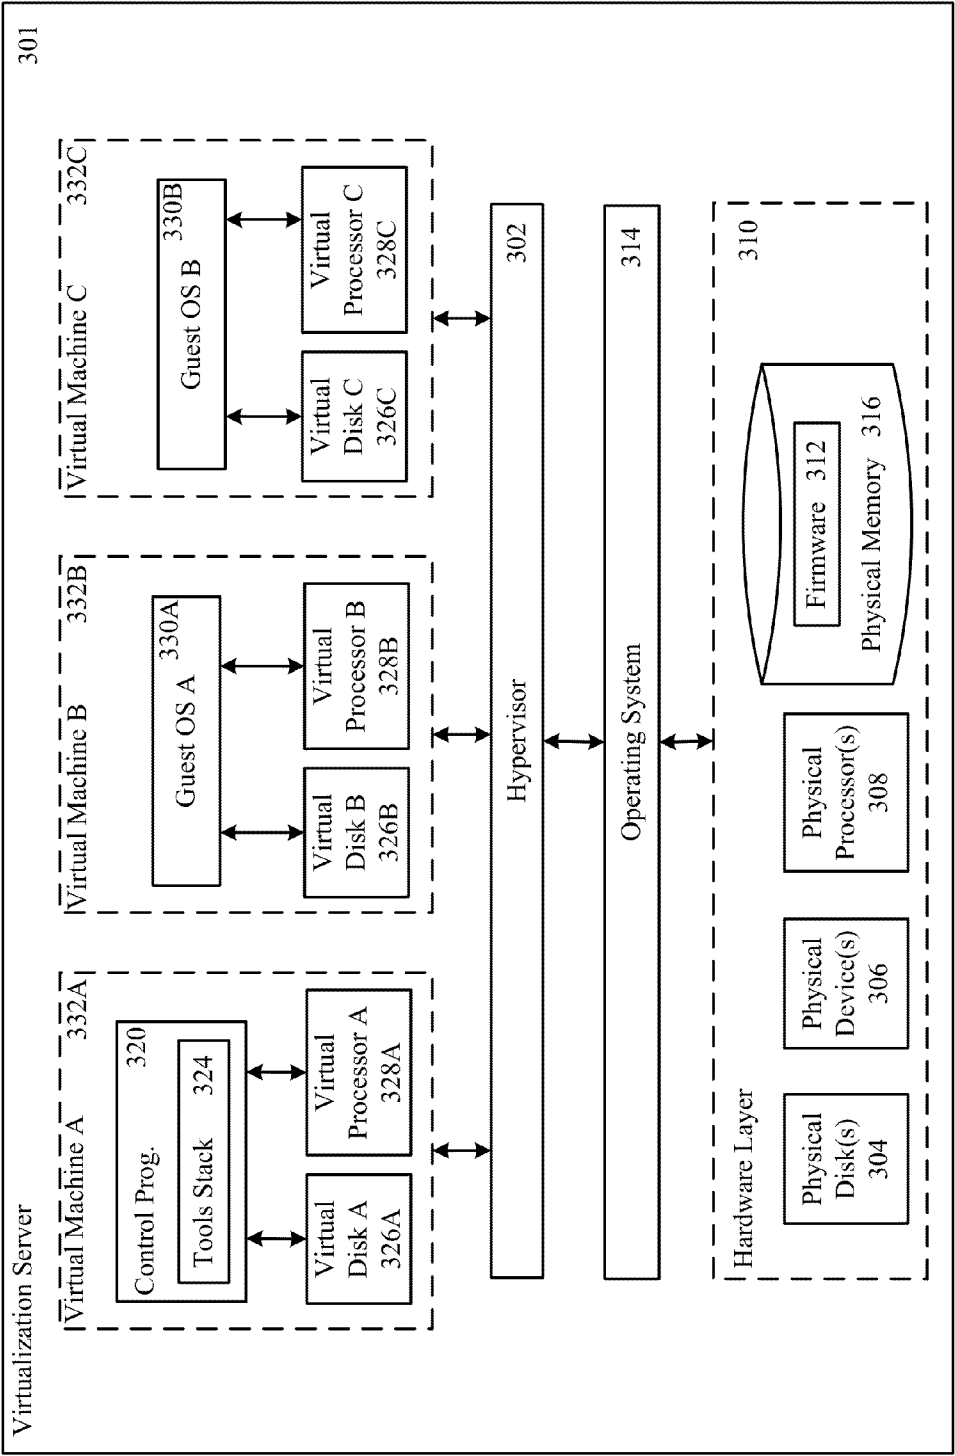 Virtualization Server
301
Virtual Machine A
332A
Control Prog.
320
Tools Stack
324
Virtual
Disk A
326A
Virtual
Processor A
328A
Virtual Machine B
332B
Guest OS A
330A
Virtual
Disk B
326B
Virtual
Processor B
328B
Virtual Machine C
332C
Guest OS B
330B
Virtual
Disk C
326C
Virtual
Processor C
328C
Hypervisor
302
Operating System
314
Hardware Layer
310
Physical
Disk(s)
304
Physical
Device(s)
306
Physical
Processor(s)
308
Firmware 312
Physical Memory 316